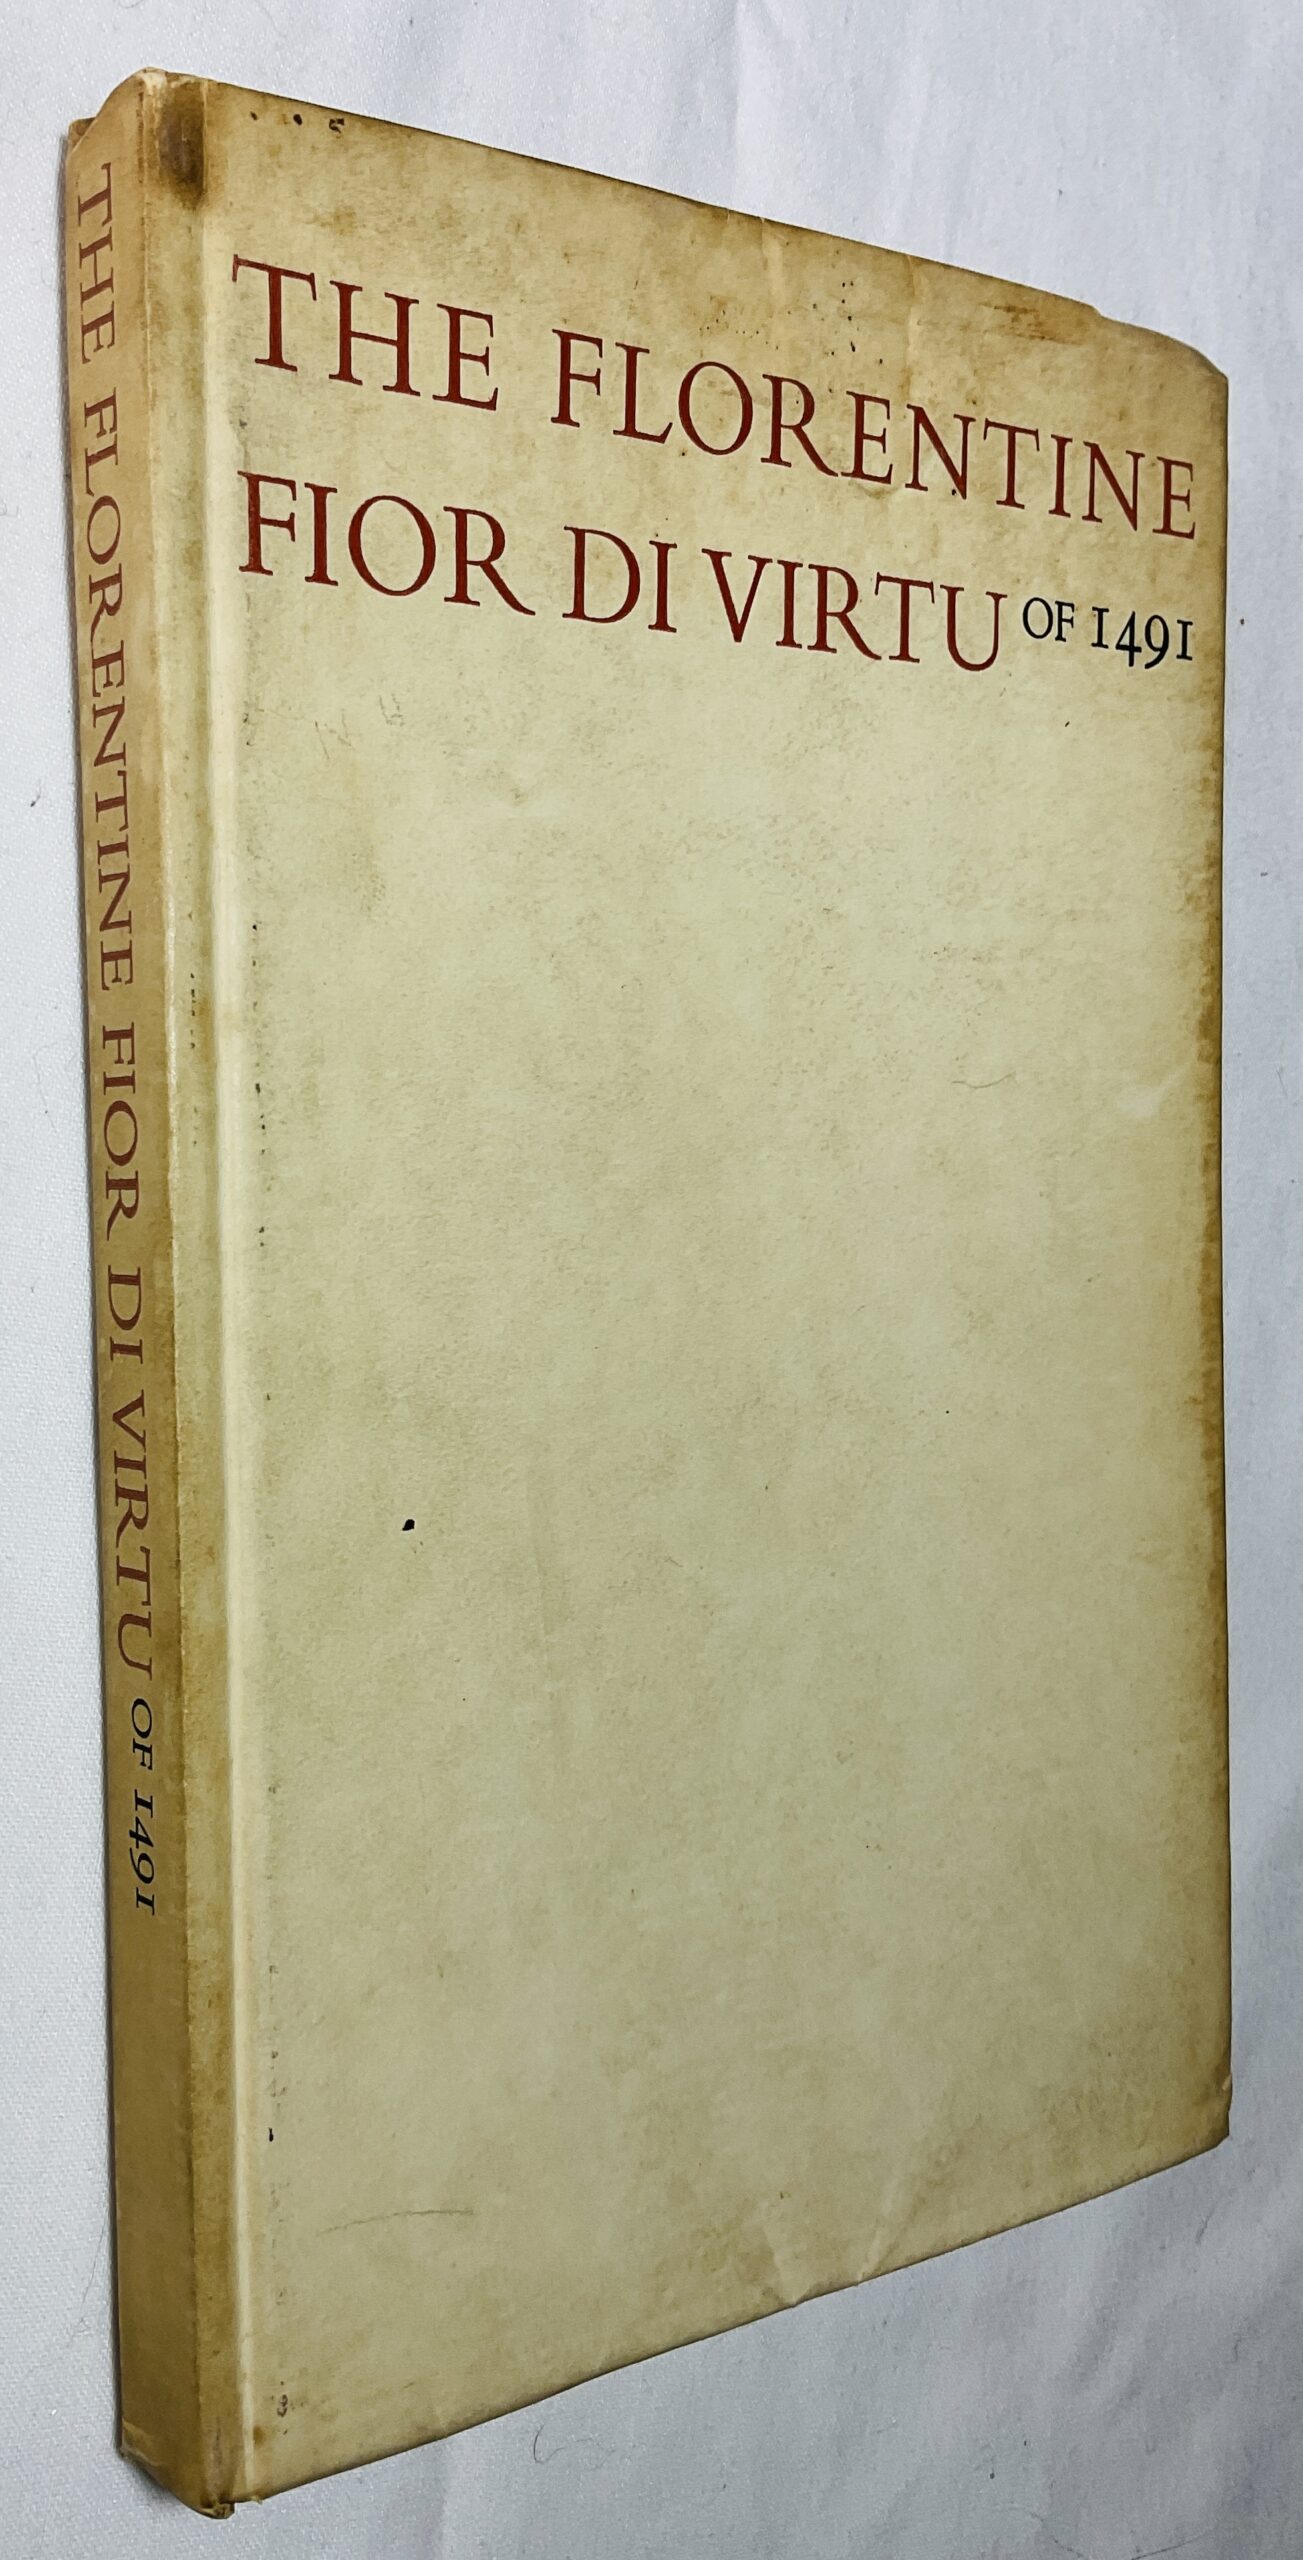 THE FLORENTINE FIOR DI VIRTU OF 1491
THE FLORENTINE
FIOR DI VIRTU OF 1491